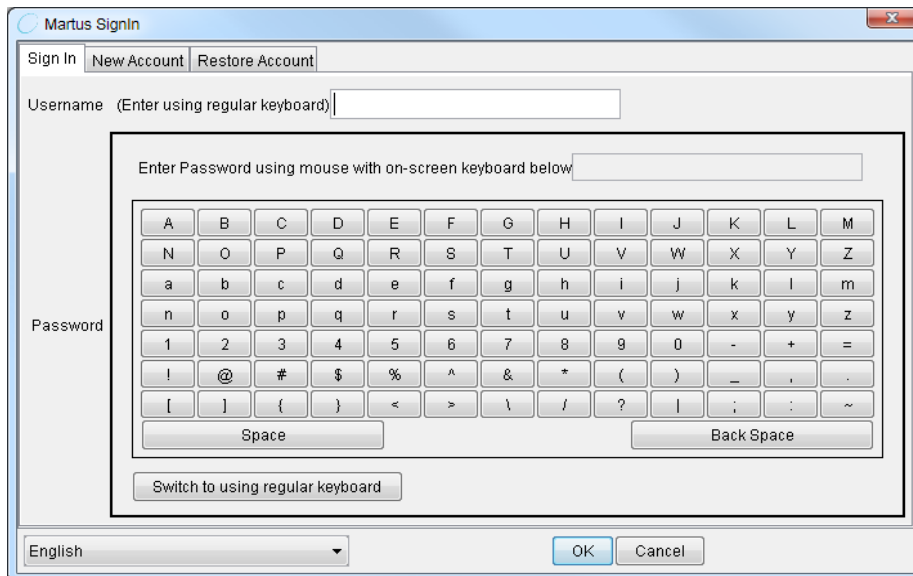 Martus SignIn
Sign In New Account Restore Account
Username (Enter using regular keyboard)
Enter Password using mouse with on-screen keyboard below
A B C D E F G H I J K L M
N O P Q R S T U V W X Y Z
a b c d e f g h i j k l m
Password
n o p q r s t u v w x y z
1 2 3 4 5 6 7 8 9 0 - + =
! @ # $ % ^ & * ( ) _ , .
[ ] { } < > \ / ? | ; : ~
Space Back Space
Switch to using regular keyboard
English OK Cancel